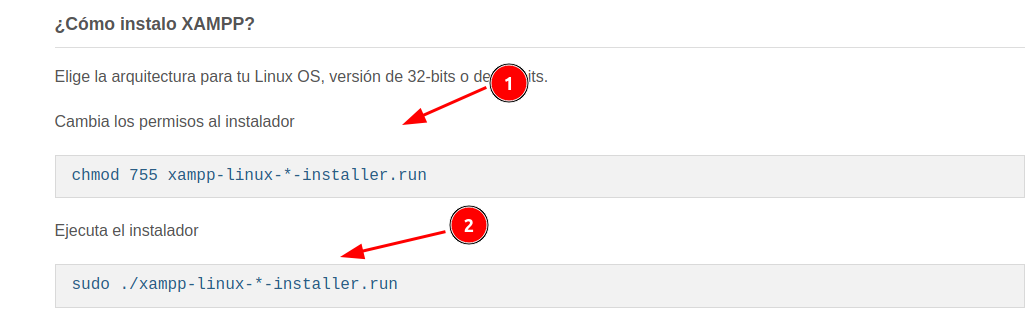 ¿Cómo instalo XAMPP?
Elige la arquitectura para tu Linux OS, versión de 32-bits o de its.
1
Cambia los permisos al instalador
chmod 755 xampp-linux-*-installer.run
2
Ejecuta el instalador
sudo ./xampp-linux-*-installer.run